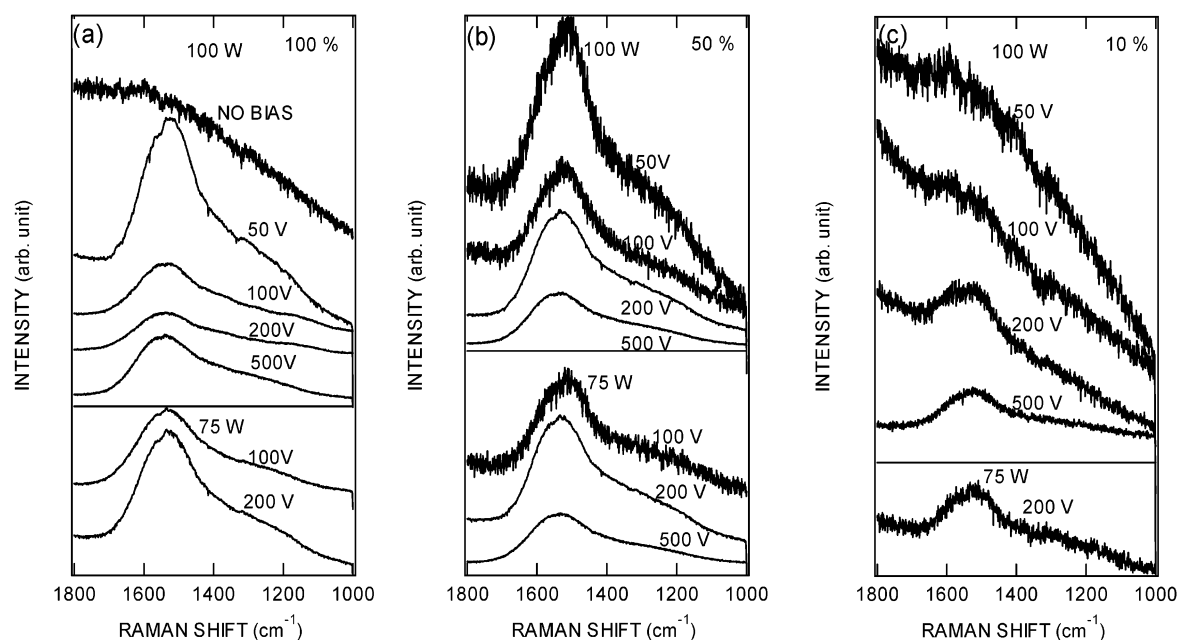 (a)
100 W 100 %
NO BIAS
50 V
100V
200V
500V
75 W
100V
200 V
1800 1600 1400 1200 1000
RAMAN SHIFT (cm⁻¹)
INTENSITY (arb. unit)
(b)
100 W 50 %
50V
100 V
200 V
500 V
75 W
100 V
200 V
500 V
1800 1600 1400 1200 1000
RAMAN SHIFT (cm⁻¹)
INTENSITY (arb. unit)
(c)
100 W 10 %
50 V
100 V
200 V
500 V
75 W
200 V
1800 1600 1400 1200 1000
RAMAN SHIFT (cm⁻¹)
INTENSITY (arb. unit)